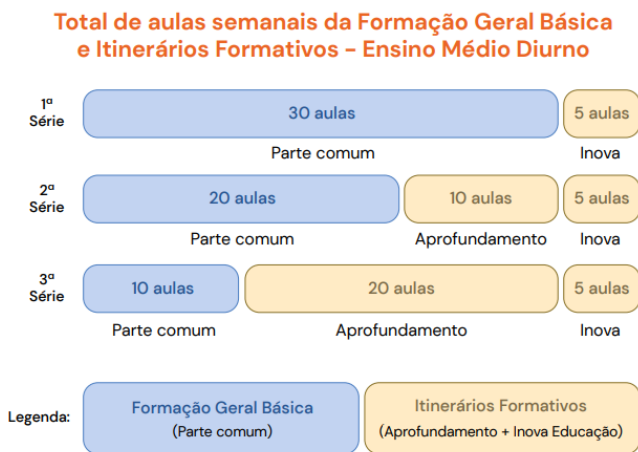 Total de aulas semanais da Formação Geral Básica
e Itinerários Formativos - Ensino Médio Diurno
1ª
Série
30 aulas
5 aulas
Parte comum
Inova
2ª
Série
20 aulas
10 aulas
5 aulas
Parte comum
Aprofundamento
Inova
3ª
Série
10 aulas
20 aulas
5 aulas
Parte comum
Aprofundamento
Inova
Legenda:
Formação Geral Básica
(Parte comum)
Itinerários Formativos
(Aprofundamento + Inova Educação)